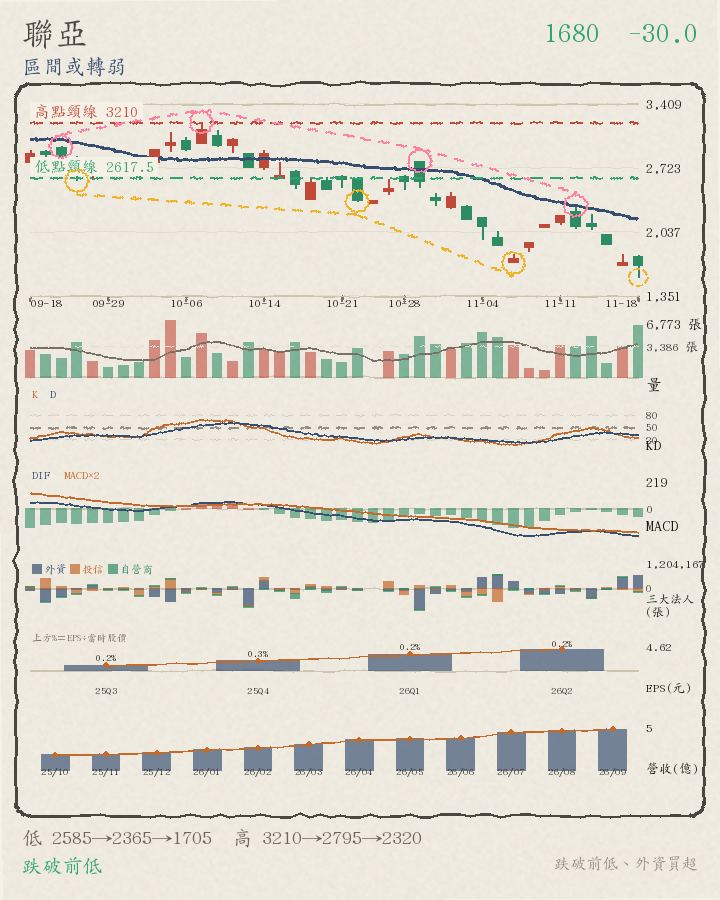 聯亞
1680 -30.0
區間或轉弱
高點頸線 3210
低點頸線 2617.5
3,409
2,723
2,037
1,351
09-18 09-29 10-06 10-14 10-21 10-28 11-04 11-11 11-18
6,773 張
3,386 張
量
K D
80
50
20
KD
DIF MACD×2
219
0
MACD
外資 投信 自營商
1,204,167
0
三大法人
(張)
上方%=EPS÷當時股價
0.2% 0.3% 0.2% 0.2%
4.62
25Q3 25Q4 26Q1 26Q2
EPS(元)
5
25/10 25/11 25/12 26/01 26/02 26/03 26/04 26/05 26/06 26/07 26/08 26/09
營收(億)
低 2585→2365→1705 高 3210→2795→2320
跌破前低
跌破前低、外資買超